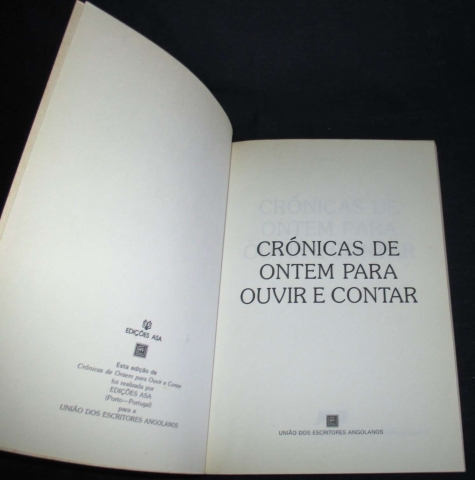 EDIÇÕES ASA
Esta edição de
Crónicas de Ontem para Ouvir e Contar
foi realizada por
EDIÇÕES ASA
(Porto—Portugal)
para a
UNIÃO DOS ESCRITORES ANGOLANOS
CRÓNICAS DE
ONTEM PARA
OUVIR E CONTAR
UNIÃO DOS ESCRITORES ANGOLANOS